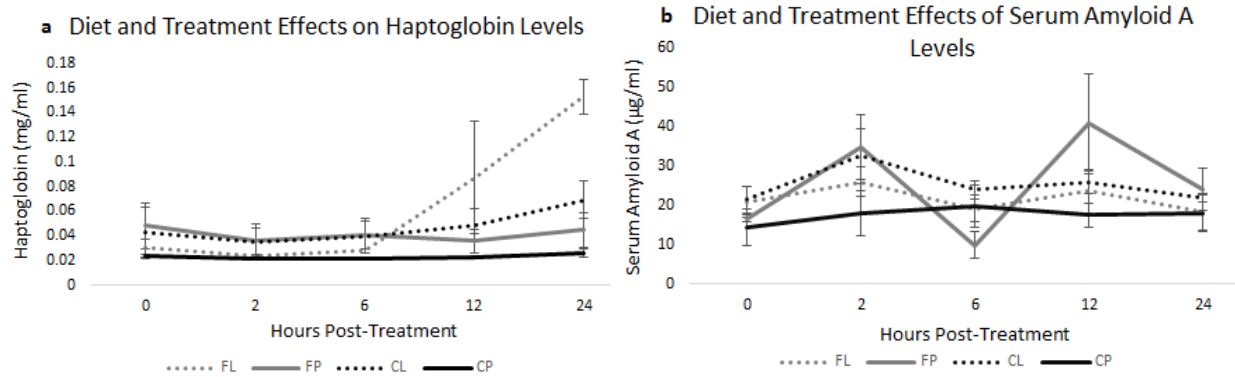 a Diet and Treatment Effects on Haptoglobin Levels
0.18
0.16
0.14
0.12
0.1
0.08
0.06
0.04
0.02
0
Haptoglobin (mg/ml)
0 2 6 12 24
Hours Post-Treatment
FL FP CL CP
b Diet and Treatment Effects of Serum Amyloid A
Levels
60
50
40
30
20
10
0
Serum Amyloid A (µg/ml)
0 2 6 12 24
Hours Post-Treatment
FL FP CL CP